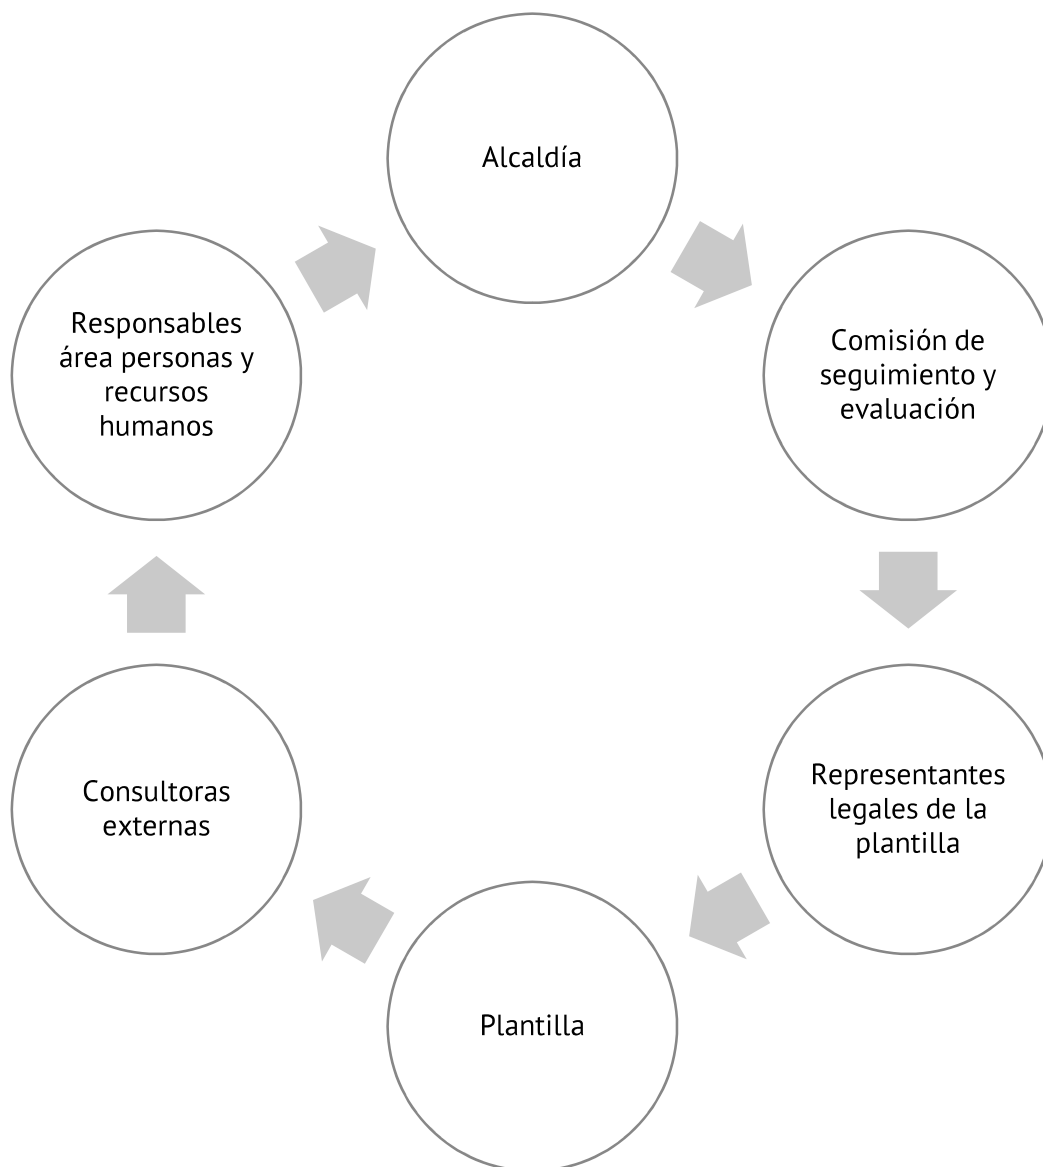 Alcaldía
Comisión de
seguimiento y
evaluación
Representantes
legales de la
plantilla
Plantilla
Consultoras
externas
Responsables
área personas y
recursos
humanos